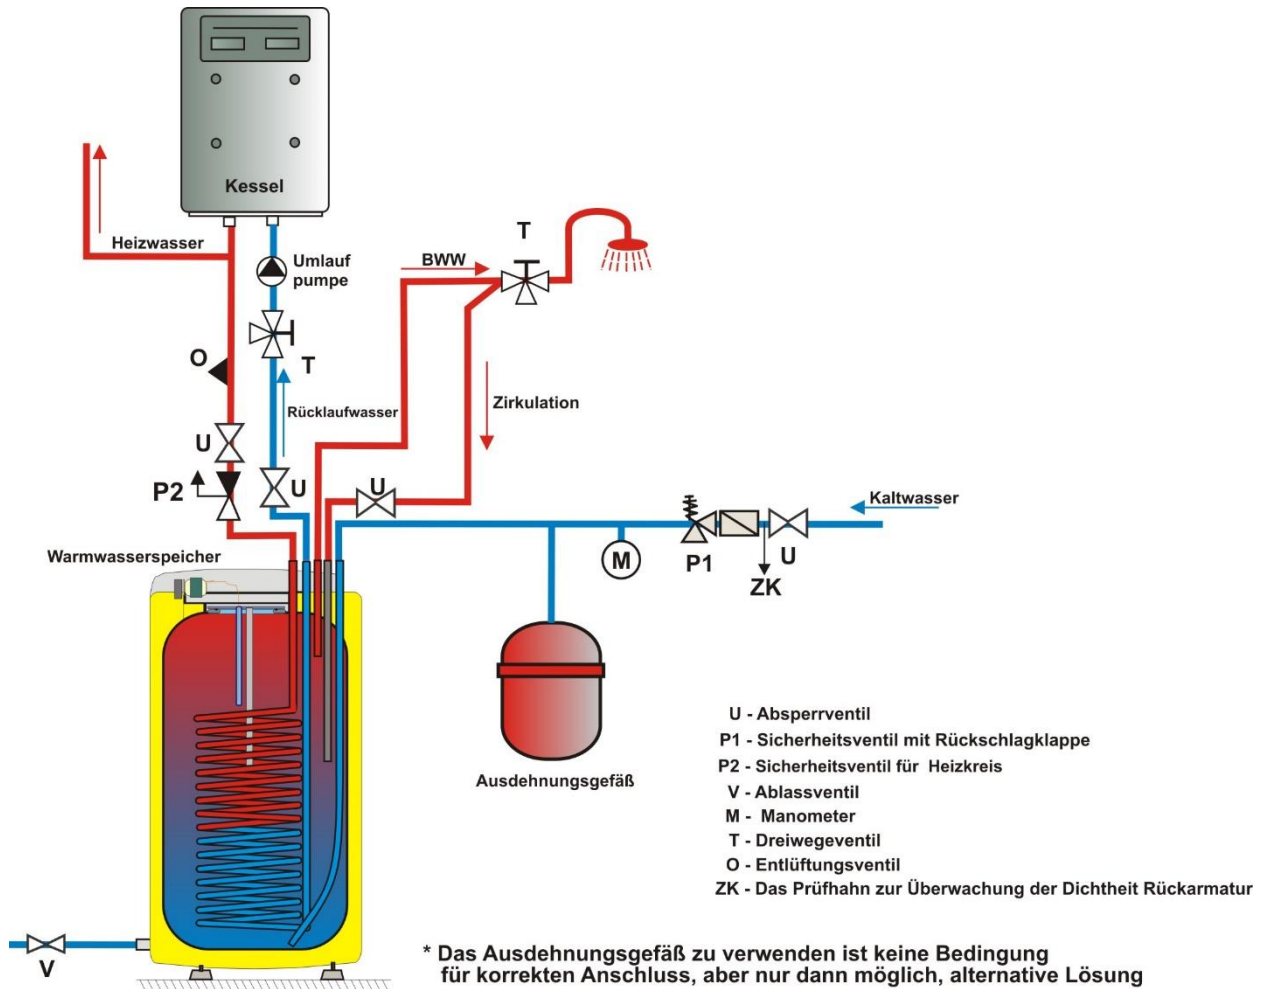 Kessel
Heizwasser
Umlauf
pumpe
T
BWW
O
T
Rücklaufwasser
Zirkulation
U
P2
U
U
Kaltwasser
Warmwasserspeicher
M
P1
U
ZK
Ausdehnungsgefäß
U - Absperrventil
P1 - Sicherheitsventil mit Rückschlagklappe
P2 - Sicherheitsventil für Heizkreis
V - Ablassventil
M - Manometer
T - Dreiwegeventil
O - Entlüftungsventil
ZK - Das Prüfhahn zur Überwachung der Dichtheit Rückarmatur
V
* Das Ausdehnungsgefäß zu verwenden ist keine Bedingung
für korrekten Anschluss, aber nur dann möglich, alternative Lösung